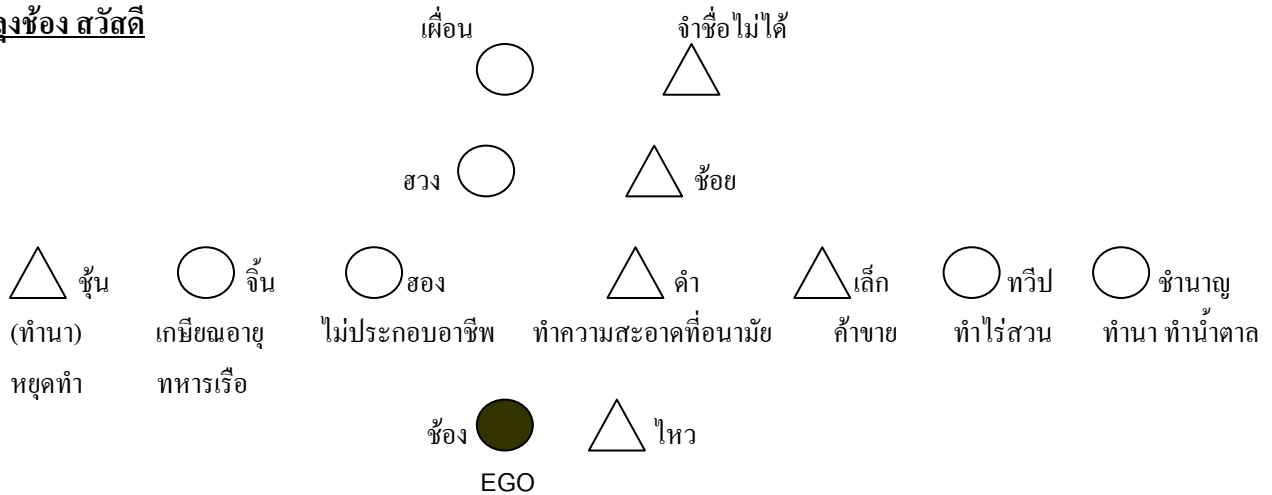 ลุงช้อง สวัสดี
เผื่อน จำชื่อไม่ได้
ฮวง ช้อย
ชุ้น จิ้น ฮอง ดำ เล็ก ทวีป ชำนาญ
(ทำนา) เกษียณอายุ ไม่ประกอบอาชีพ ทำความสะอาดที่อนามัย ค้าขาย ทำไร่สวน ทำนา ทำน้ำตาล
หยุดทำ ทหารเรือ
ช้อง ไหว
EGO